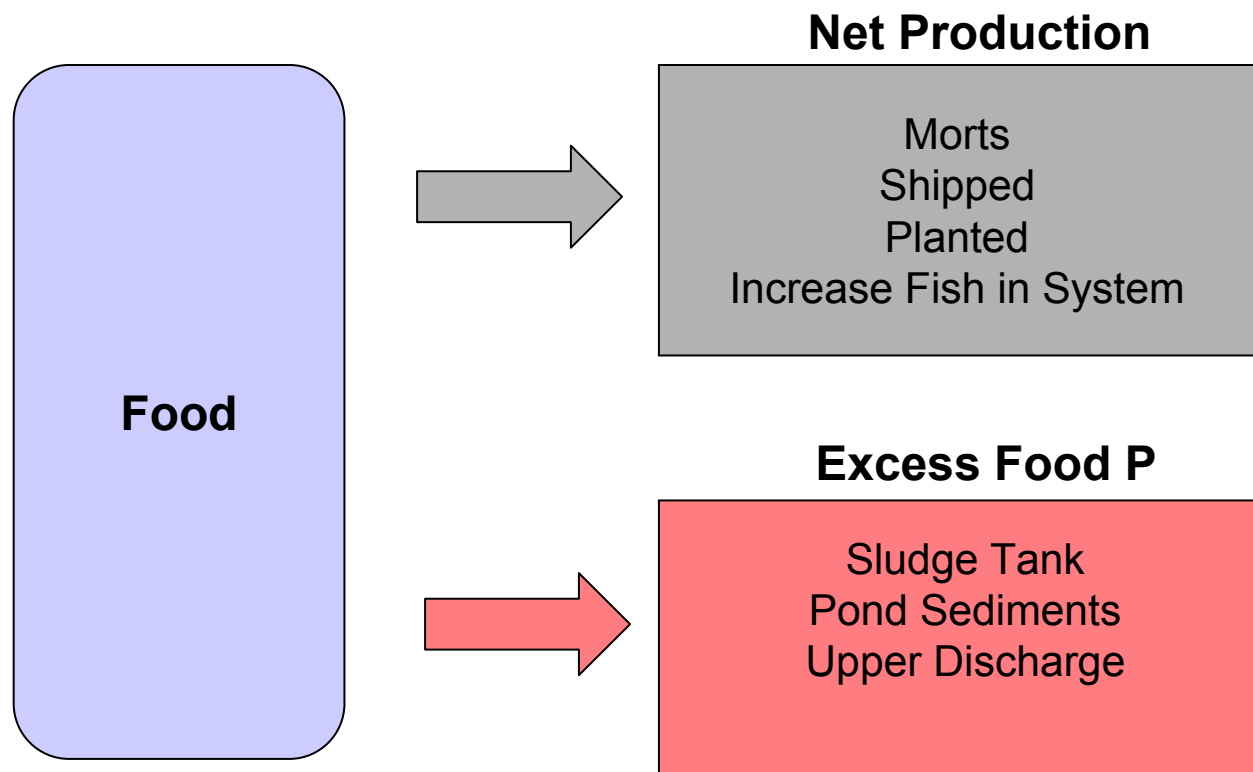 Net Production
Morts
Shipped
Planted
Increase Fish in System
Food
Excess Food P
Sludge Tank
Pond Sediments
Upper Discharge